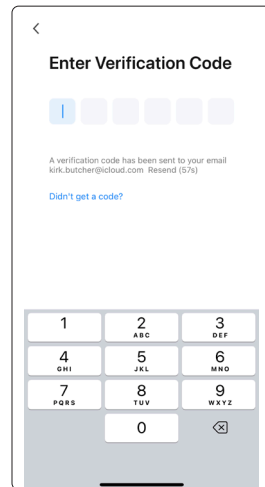 Enter Verification Code
A verification code has been sent to your email
kirk.butcher@icloud.com Resend (57s)
Didn't get a code?
1 2 3
ABC DEF
4 5 6
GHI JKL MNO
7 8 9
PQRS TUV WXYZ
0